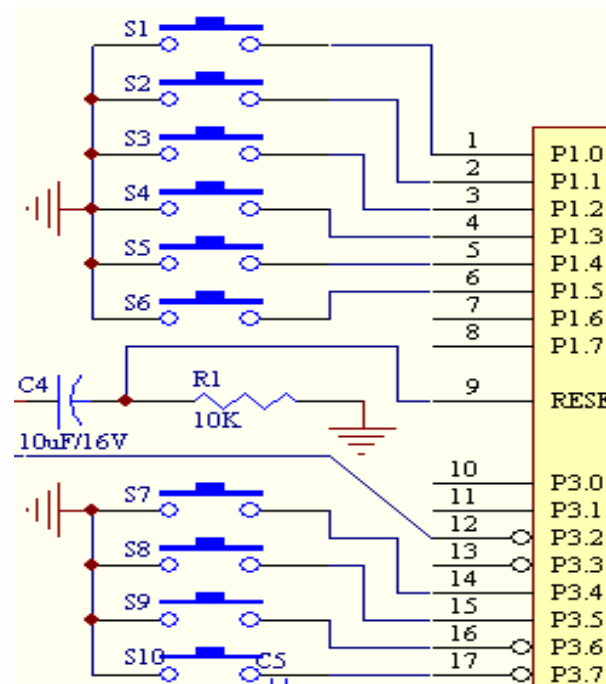 S1
S2
S3
S4
S5
S6
1 P1.0
2 P1.1
3 P1.2
4 P1.3
5 P1.4
6 P1.5
7 P1.6
8 P1.7
C4
10uF/16V
R1
10K
9 RESE
S7
S8
S9
S10
C5
10 P3.0
11 P3.1
12 P3.2
13 P3.3
14 P3.4
15 P3.5
16 P3.6
17 P3.7